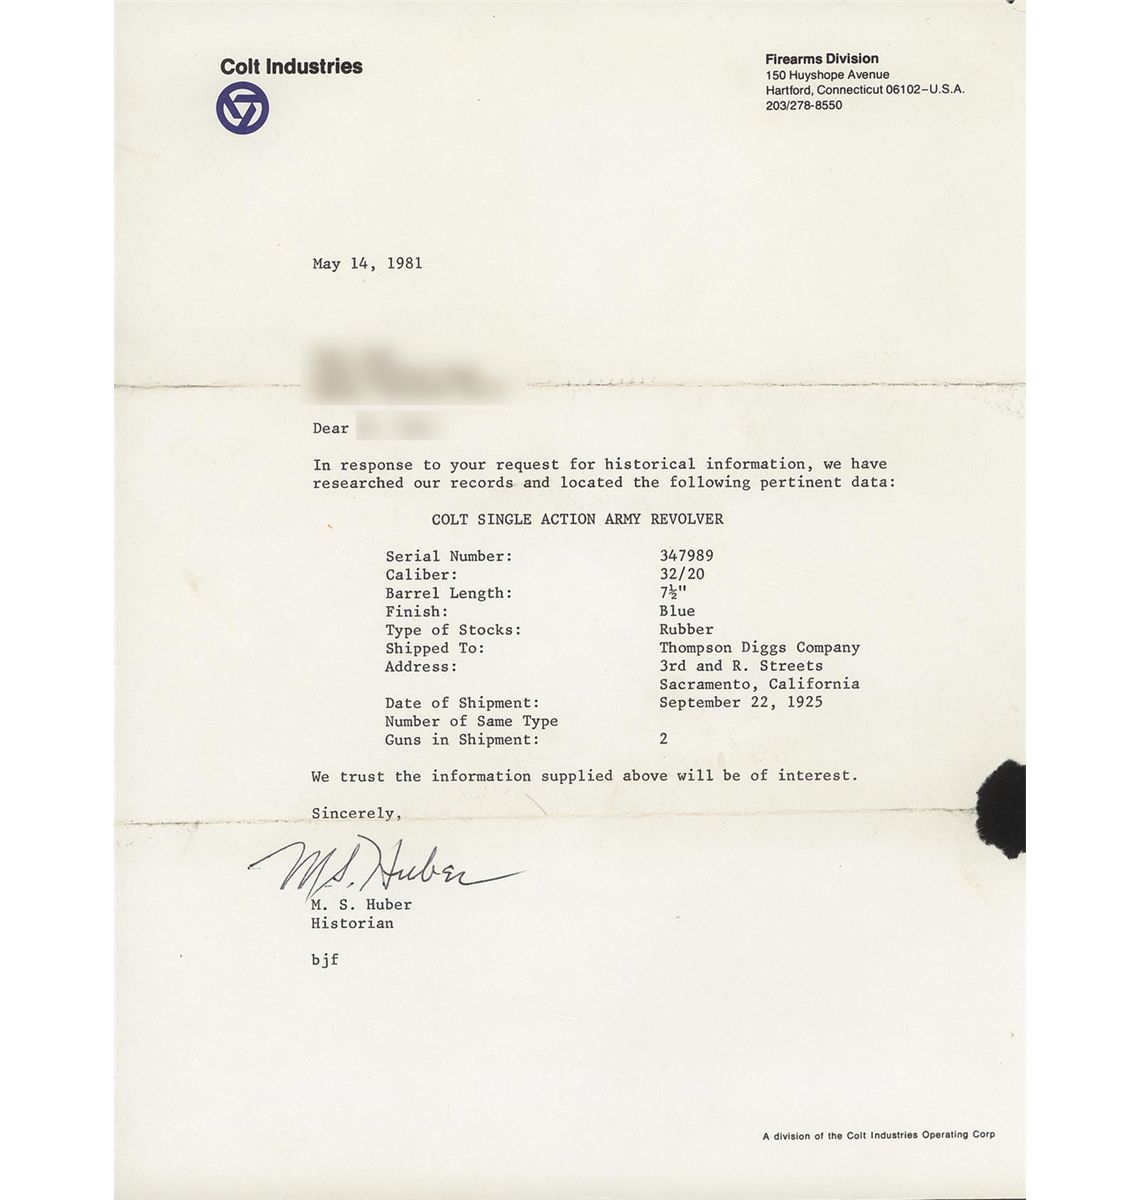 Colt Industries
Firearms Division
150 Huyshope Avenue
Hartford, Connecticut 06102–U.S.A.
203/278-8550
May 14, 1981
Dear
In response to your request for historical information, we have
researched our records and located the following pertinent data:
COLT SINGLE ACTION ARMY REVOLVER
Serial Number: 347989
Caliber: 32/20
Barrel Length: 7½"
Finish: Blue
Type of Stocks: Rubber
Shipped To: Thompson Diggs Company
Address: 3rd and R. Streets
Sacramento, California
Date of Shipment: September 22, 1925
Number of Same Type
Guns in Shipment: 2
We trust the information supplied above will be of interest.
Sincerely,
M. S. Huber
M. S. Huber
Historian
bjf
A division of the Colt Industries Operating Corp